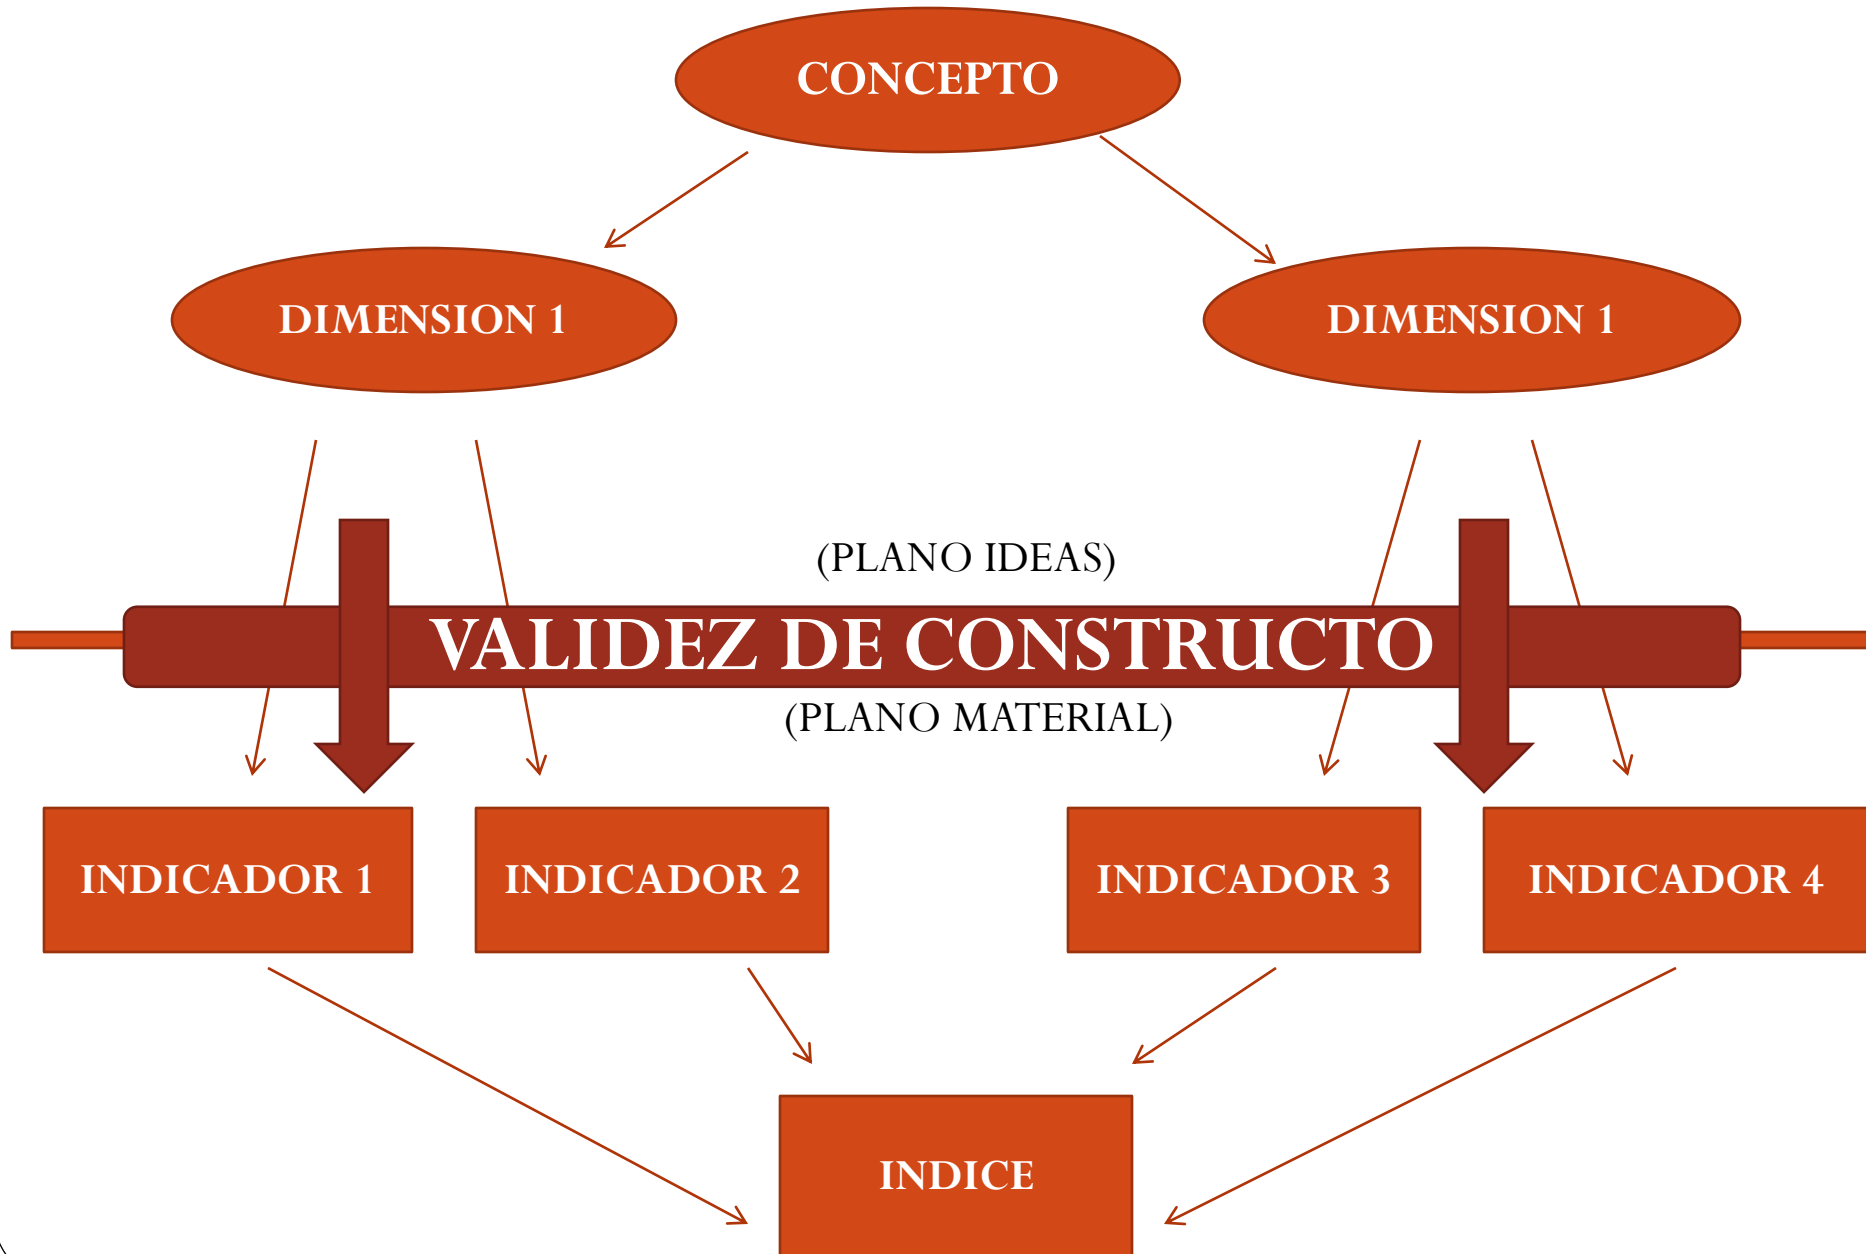 CONCEPTO
DIMENSION 1
DIMENSION 1
(PLANO IDEAS)
VALIDEZ DE CONSTRUCTO
(PLANO MATERIAL)
INDICADOR 1
INDICADOR 2
INDICADOR 3
INDICADOR 4
INDICE